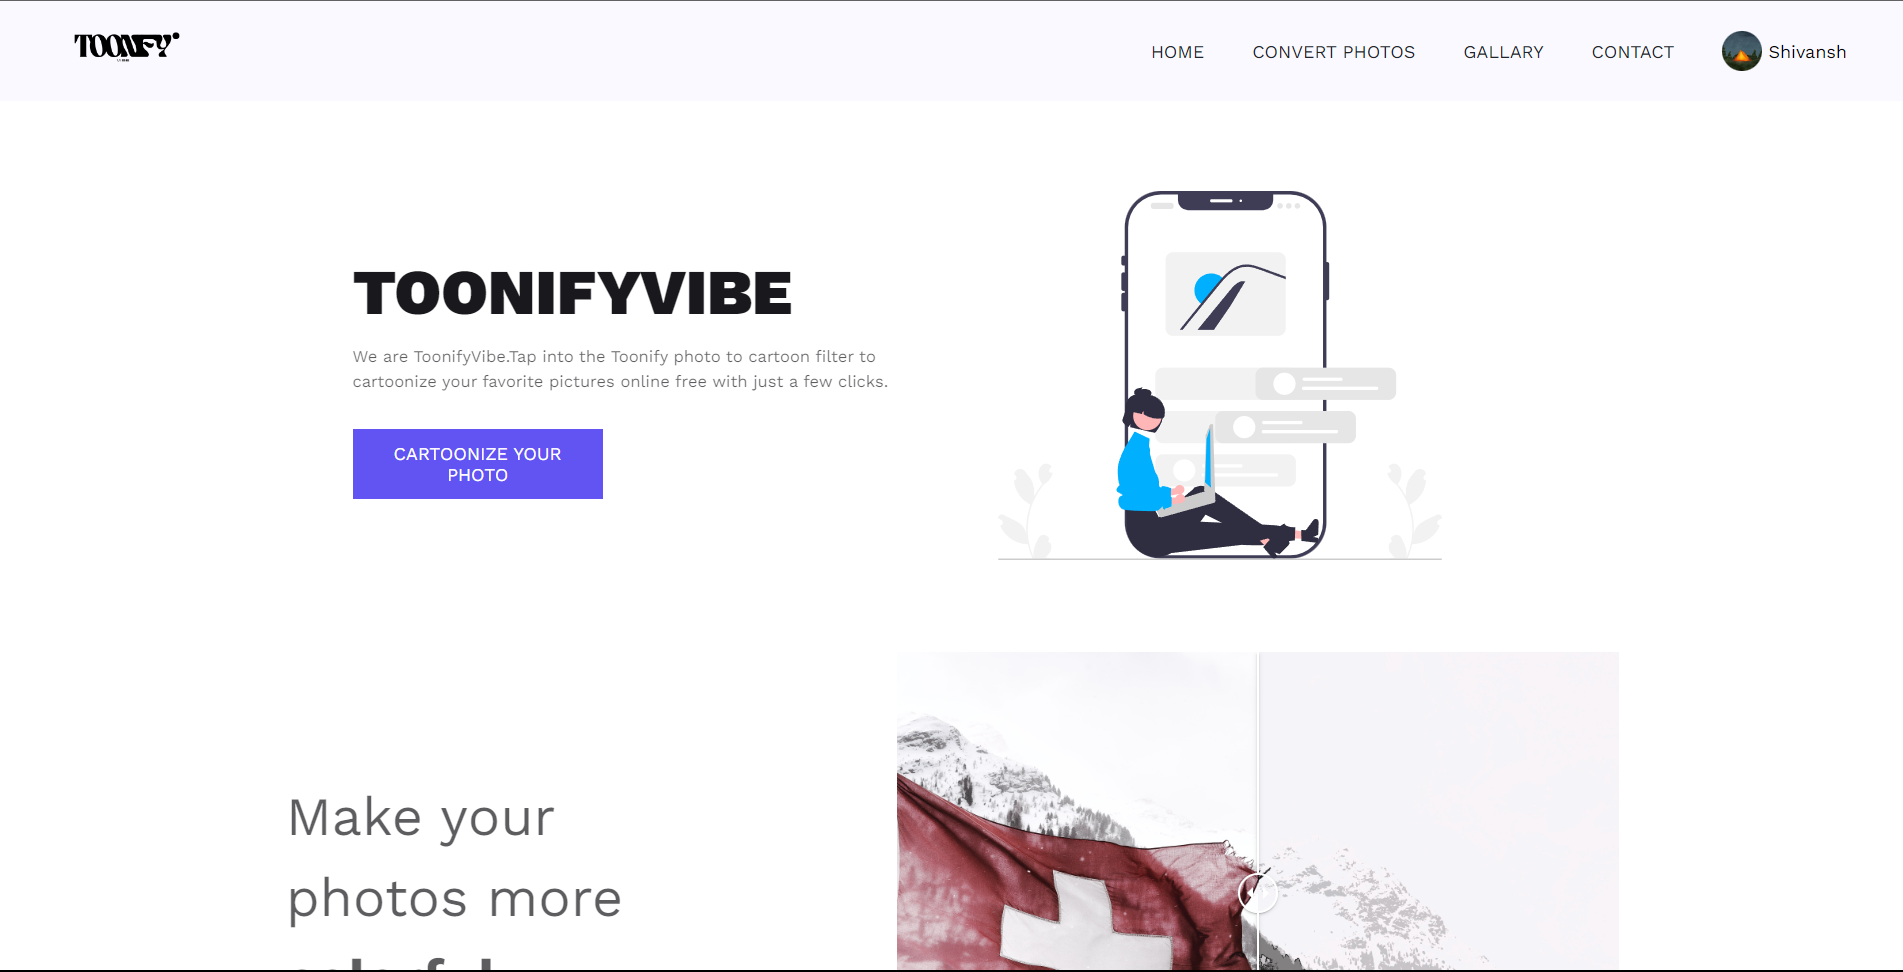 TOONIFY
HOME
CONVERT PHOTOS
GALLARY
CONTACT
Shivansh
TOONIFYVIBE
We are ToonifyVibe.Tap into the Toonify photo to cartoon filter to
cartoonize your favorite pictures online free with just a few clicks.
CARTOONIZE YOUR
PHOTO
Make your
photos more